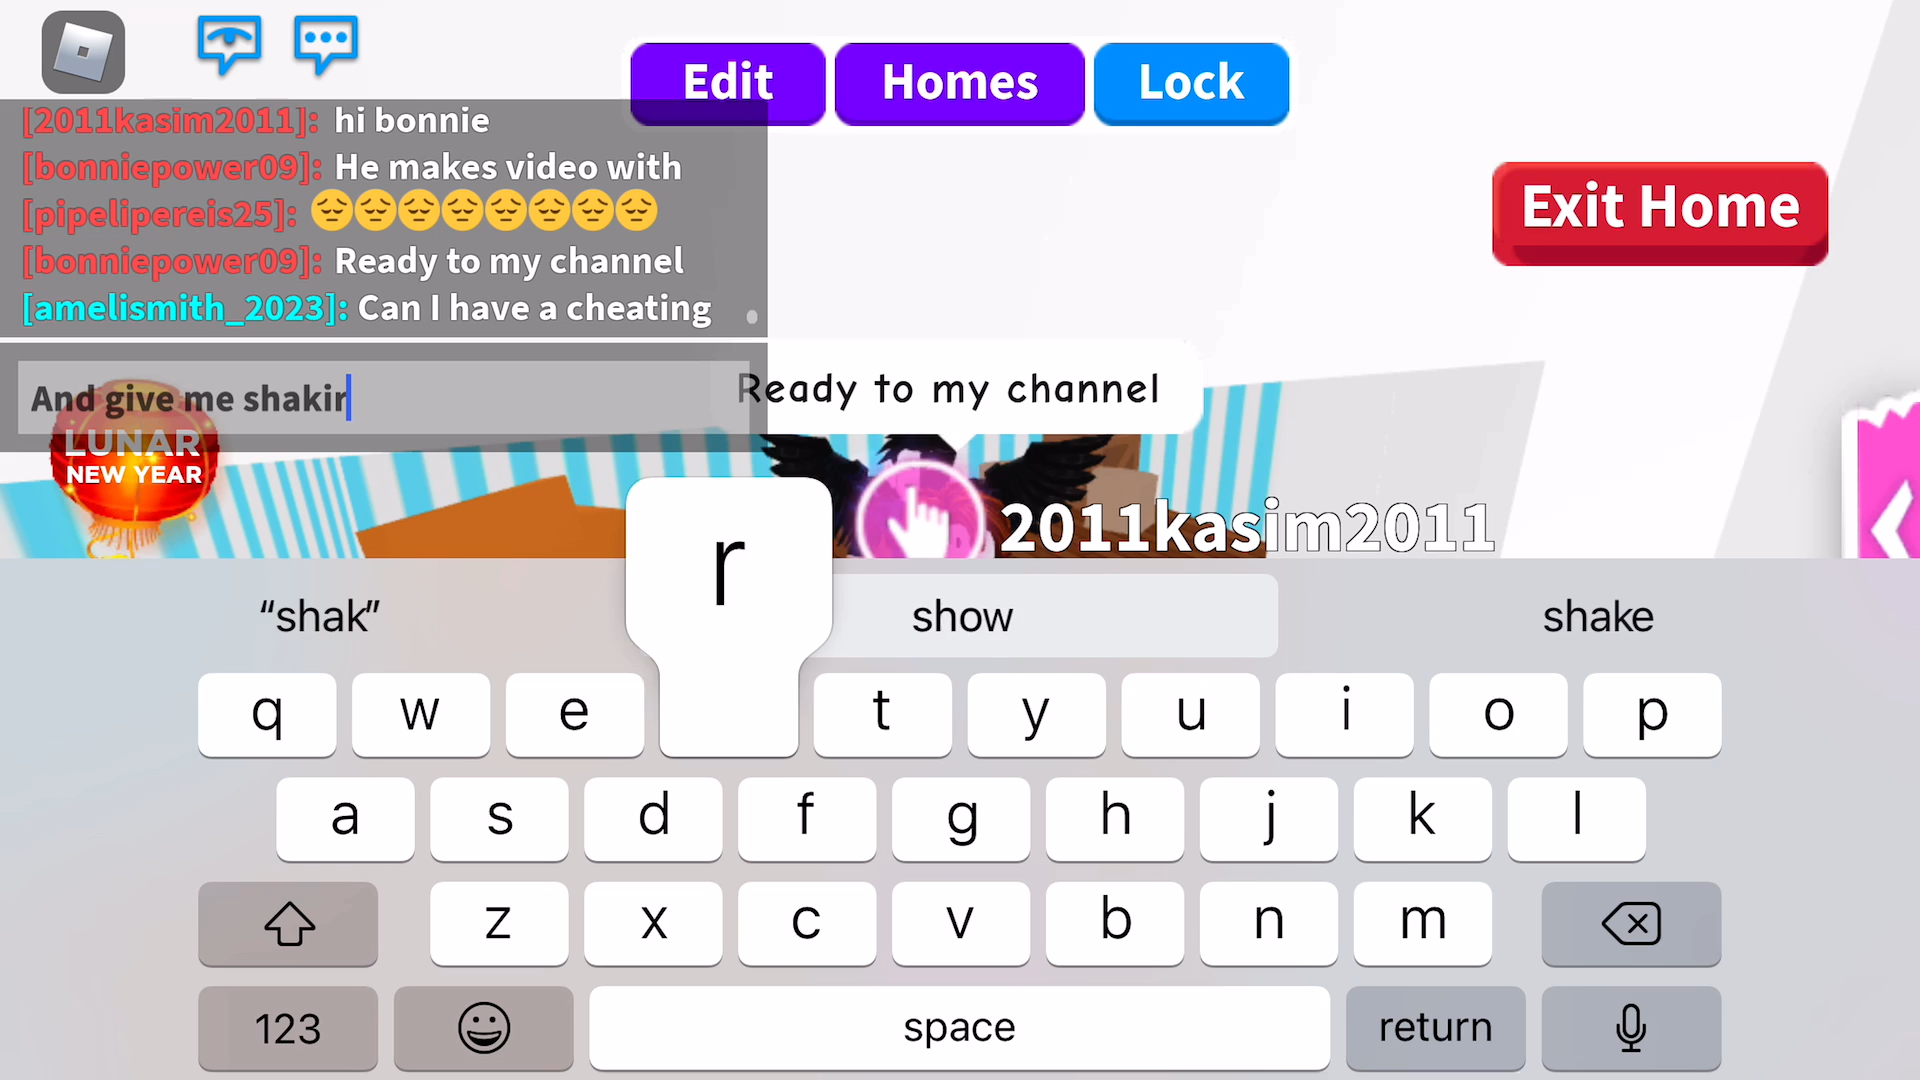 Edit Homes Lock
[2011kasim2011]: hi bonnie
[bonniepower09]: He makes video with
[pipelipereis25]: 😔😔😔😔😔😔😔😔
[bonniepower09]: Ready to my channel
[amelismith_2023]: Can I have a cheating
Exit Home
And give me shakir
Ready to my channel
LUNAR
NEW YEAR
2011kasim2011
“shak” show shake
r
q w e t y u i o p
a s d f g h j k l
z x c v b n m
123 space return